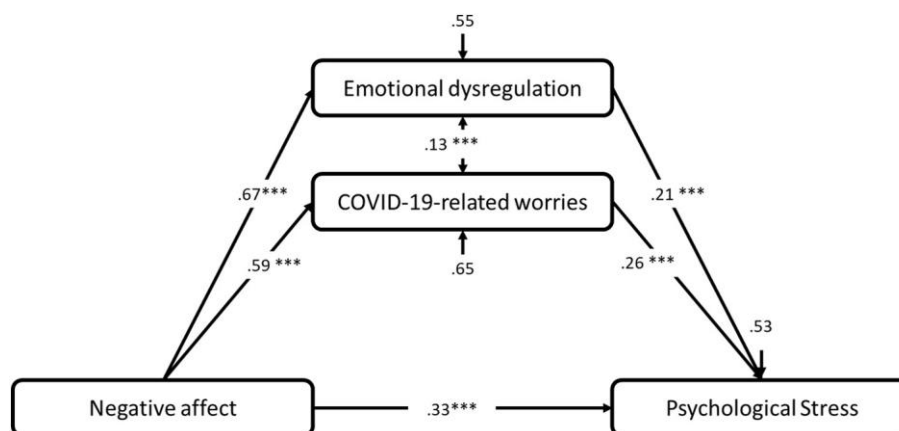 .55
Emotional dysregulation
.13 ***
.67***
.21 ***
COVID-19-related worries
.59 ***
.65
.26 ***
.53
Negative affect
.33***
Psychological Stress